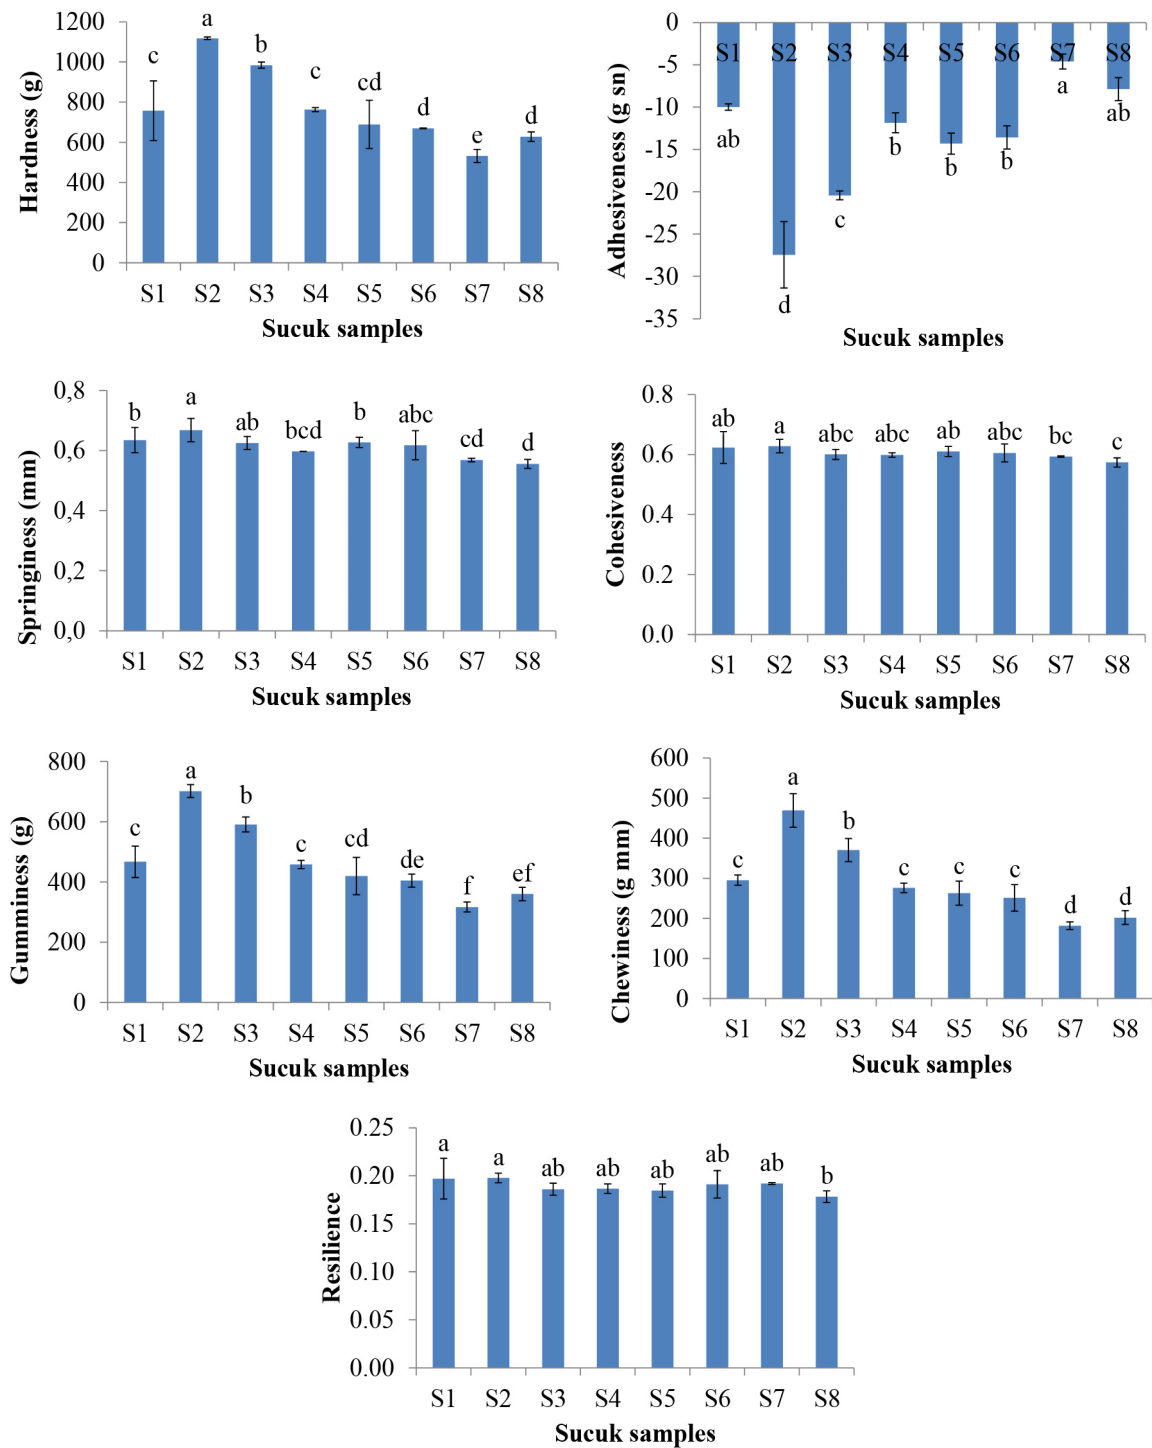 Hardness (g)
1200
1000
800
600
400
200
0
c
a
b
c
cd
d
e
d
S1 S2 S3 S4 S5 S6 S7 S8
Sucuk samples
Adhesiveness (g sn)
0
-5
-10
-15
-20
-25
-30
-35
S1 S2 S3 S4 S5 S6 S7 S8
ab
d
c
b
b
b
a
ab
Sucuk samples
Springiness (mm)
0,8
0,6
0,4
0,2
0,0
b
a
ab
bcd
b
abc
cd
d
S1 S2 S3 S4 S5 S6 S7 S8
Sucuk samples
Cohesiveness
0.8
0.6
0.4
0.2
0.0
ab
a
abc
abc
ab
abc
bc
c
S1 S2 S3 S4 S5 S6 S7 S8
Sucuk samples
Gumminess (g)
800
600
400
200
0
c
a
b
c
cd
de
f
ef
S1 S2 S3 S4 S5 S6 S7 S8
Sucuk samples
Chewiness (g mm)
600
500
400
300
200
100
0
c
a
b
c
c
c
d
d
S1 S2 S3 S4 S5 S6 S7 S8
Sucuk samples
Resilience
0.25
0.20
0.15
0.10
0.05
0.00
a
a
ab
ab
ab
ab
ab
b
S1 S2 S3 S4 S5 S6 S7 S8
Sucuk samples